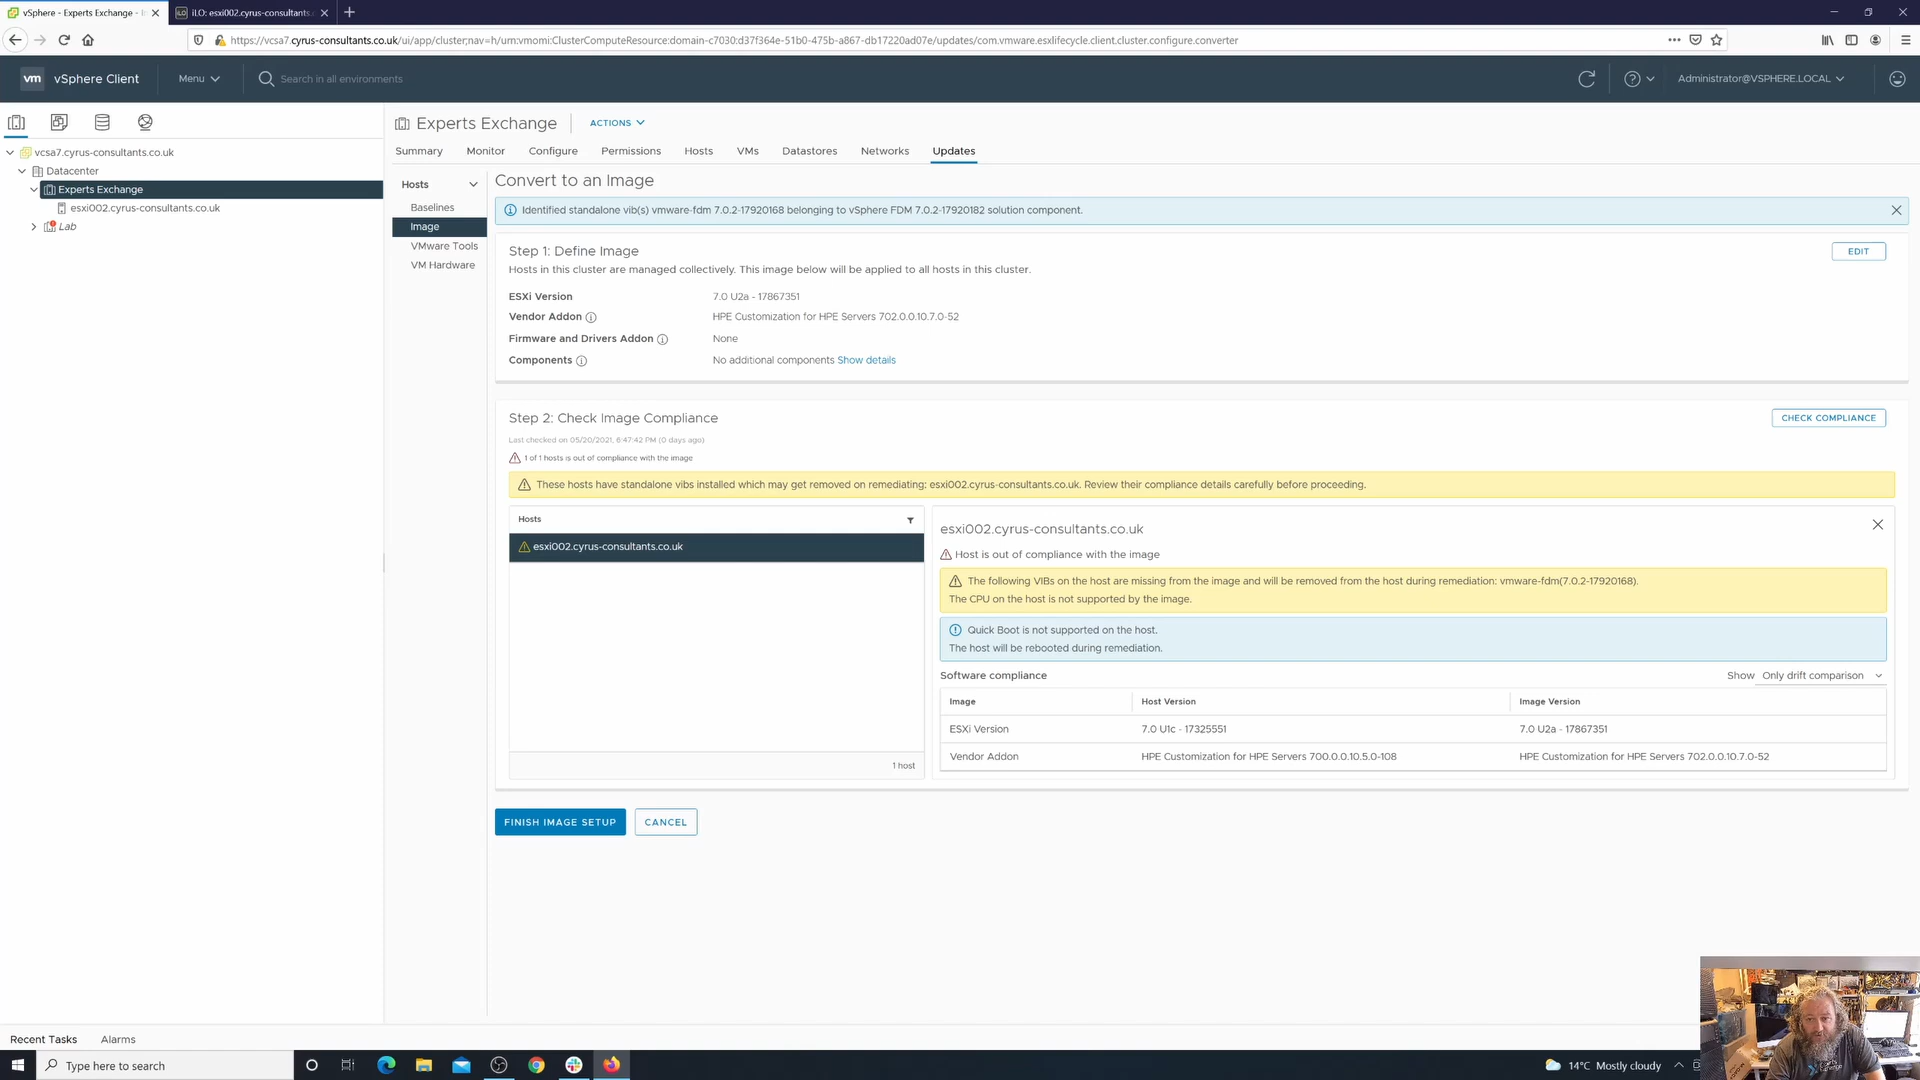 vSphere - Experts Exchange - I
iLO: esxi002.cyrus-consultants.
https://vcsa7.cyrus-consultants.co.uk/ui/app/cluster;nav=h/urn:vmomi:ClusterComputeResource:domain-c7030:d37f364e-51b0-475b-a867-db17220ad07e/updates/com.vmware.esxlifecycle.client.cluster.configure.converter
vm vSphere Client
Menu
Search in all environments
Administrator@VSPHERE.LOCAL
vcsa7.cyrus-consultants.co.uk
Datacenter
Experts Exchange
esxi002.cyrus-consultants.co.uk
Lab
Experts Exchange
ACTIONS
Summary Monitor Configure Permissions Hosts VMs Datastores Networks Updates
Hosts
Baselines
Image
VMware Tools
VM Hardware
Convert to an Image
Identified standalone vib(s) vmware-fdm 7.0.2-17920168 belonging to vSphere FDM 7.0.2-17920182 solution component.
Step 1: Define Image
EDIT
Hosts in this cluster are managed collectively. This image below will be applied to all hosts in this cluster.
ESXi Version 7.0 U2a - 17867351
Vendor Addon HPE Customization for HPE Servers 702.0.0.10.7.0-52
Firmware and Drivers Addon None
Components No additional components Show details
Step 2: Check Image Compliance
CHECK COMPLIANCE
Last checked on 05/20/2021, 6:47:42 PM (0 days ago)
1 of 1 hosts is out of compliance with the image
These hosts have standalone vibs installed which may get removed on remediating: esxi002.cyrus-consultants.co.uk. Review their compliance details carefully before proceeding.
Hosts
esxi002.cyrus-consultants.co.uk
1 host
esxi002.cyrus-consultants.co.uk
Host is out of compliance with the image
The following VIBs on the host are missing from the image and will be removed from the host during remediation: vmware-fdm(7.0.2-17920168).
The CPU on the host is not supported by the image.
Quick Boot is not supported on the host.
The host will be rebooted during remediation.
Software compliance
Show Only drift comparison
Image Host Version Image Version
ESXi Version 7.0 U1c - 17325551 7.0 U2a - 17867351
Vendor Addon HPE Customization for HPE Servers 700.0.0.10.5.0-108 HPE Customization for HPE Servers 702.0.0.10.7.0-52
FINISH IMAGE SETUP
CANCEL
Recent Tasks Alarms
Type here to search
14°C Mostly cloudy